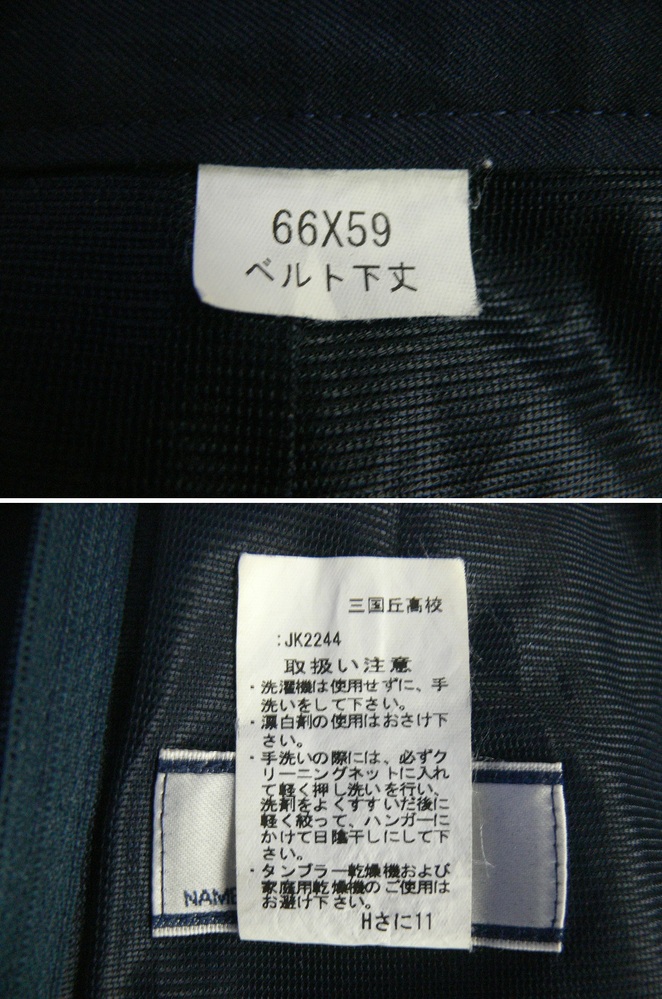 66X59
ベルト下丈
三国丘高校
:JK2244
取扱い注意
・洗濯機は使用せずに、手
洗いをして下さい。
・漂白剤の使用はおさけ下
さい。
・手洗いの際には、必ずク
リーニングネットに入れ
て軽く押し洗いを行い、
洗剤をよくすすいだ後に
軽く絞って、ハンガーに
かけて日陰干しにして下
さい。
・タンブラー乾燥機および
家庭用乾燥機のご使用は
お避け下さい。
Hさに11
NAME